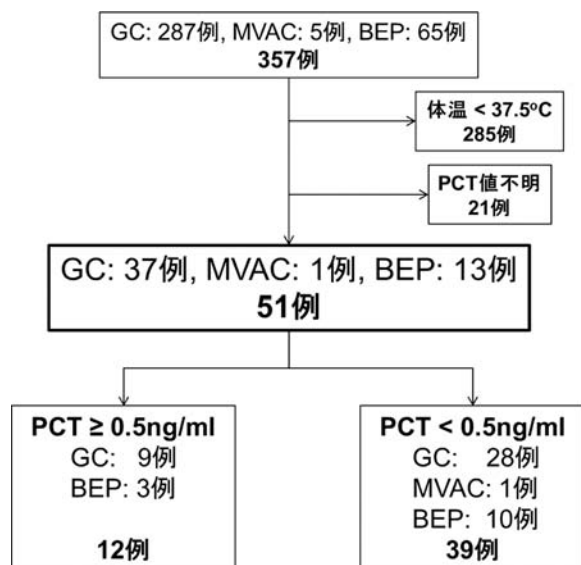 GC: 287例, MVAC: 5例, BEP: 65例
357例
体温 < 37.5℃
285例
PCT値不明
21例
GC: 37例, MVAC: 1例, BEP: 13例
51例
PCT ≥ 0.5ng/ml
GC: 9例
BEP: 3例
12例
PCT < 0.5ng/ml
GC: 28例
MVAC: 1例
BEP: 10例
39例